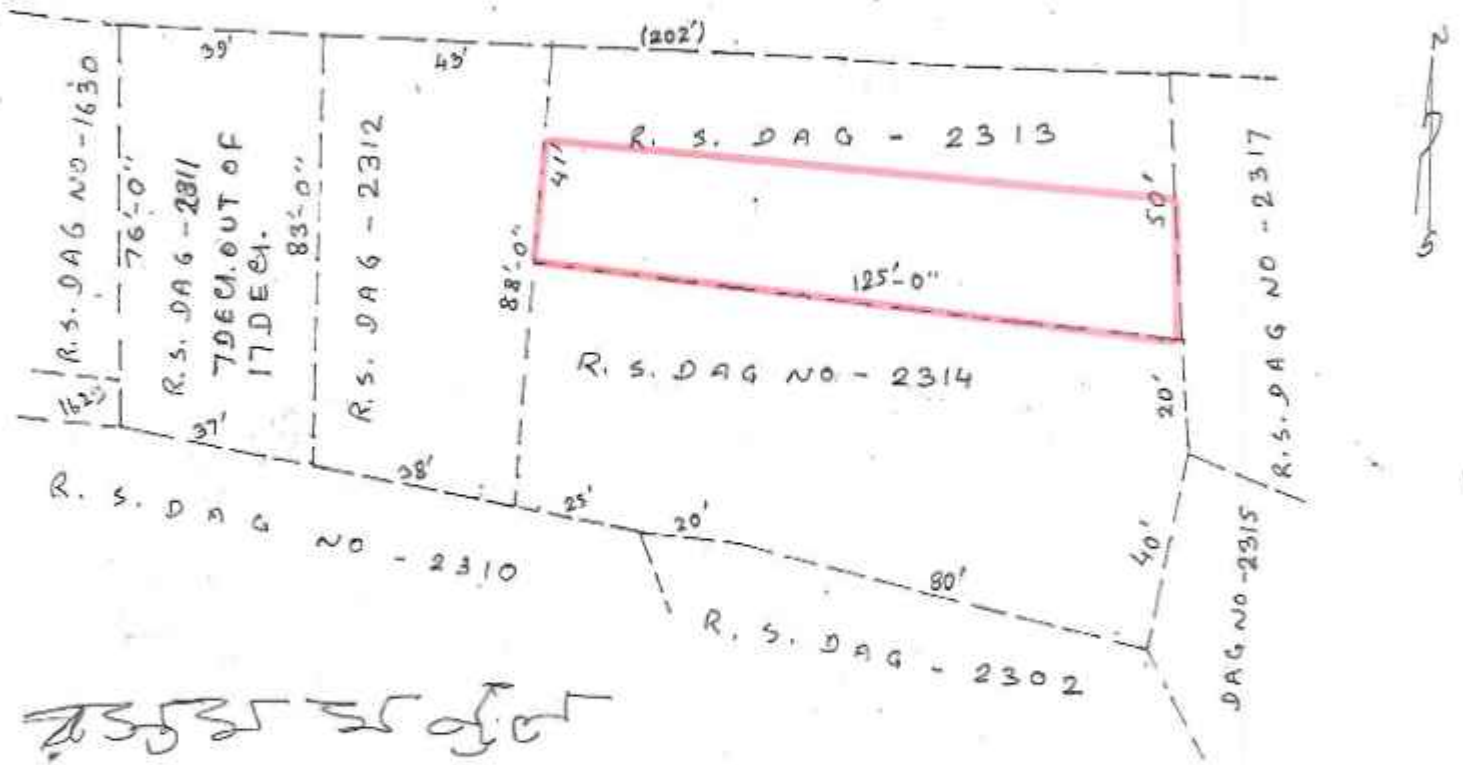 39'
43'
(202')
N
R.S. DAG NO-1630
76'-0"
R.S. DAG-2311
7DECl.OUT OF
17DECl.
83'-0"
R.S. DAG - 2312
88'-0"
41'
R. S. DAG - 2313
50'
125'-0"
R.S. DAG NO - 2317
S
R. S. DAG NO - 2314
20'
37'
38'
25'
20'
80'
40'
R. S. DAG NO - 2310
R. S. DAG - 2302
DAG NO-2315